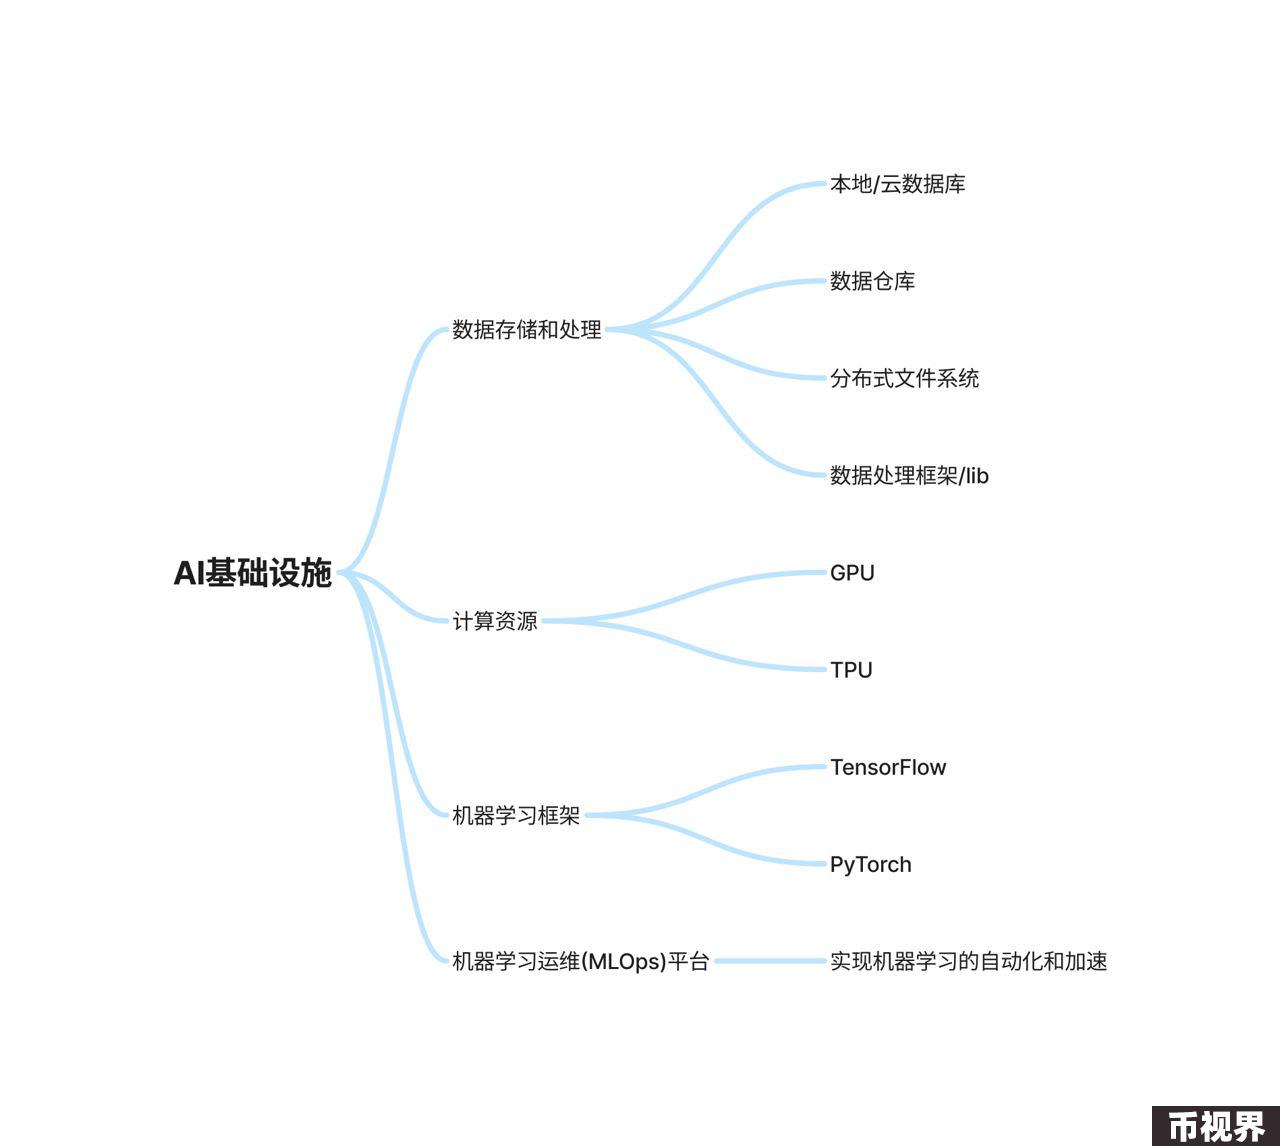 AI基础设施
数据存储和处理
本地/云数据库
数据仓库
分布式文件系统
数据处理框架/lib
计算资源
GPU
TPU
机器学习框架
TensorFlow
PyTorch
机器学习运维(MLOps)平台
实现机器学习的自动化和加速
币视界